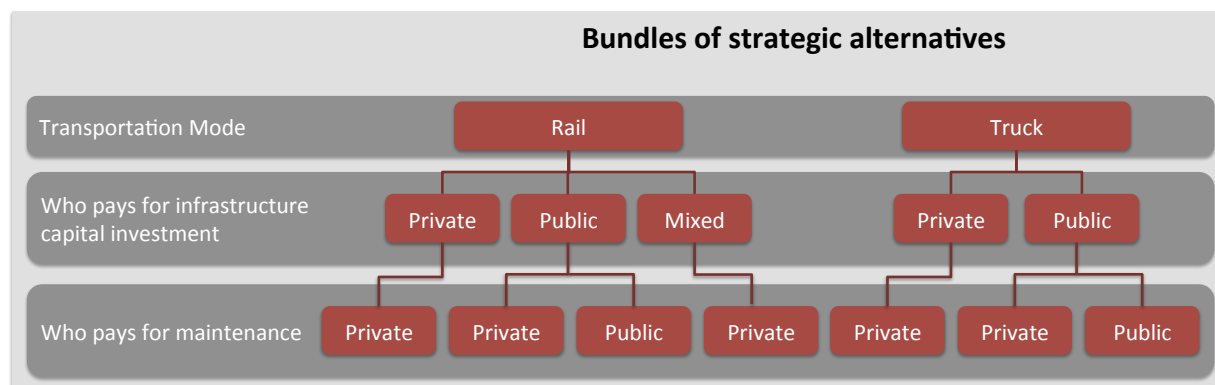 Bundles of strategic alternatives
Transportation Mode
Rail
Truck
Who pays for infrastructure
capital investment
Private
Public
Mixed
Private
Public
Who pays for maintenance
Private
Private
Public
Private
Private
Private
Public